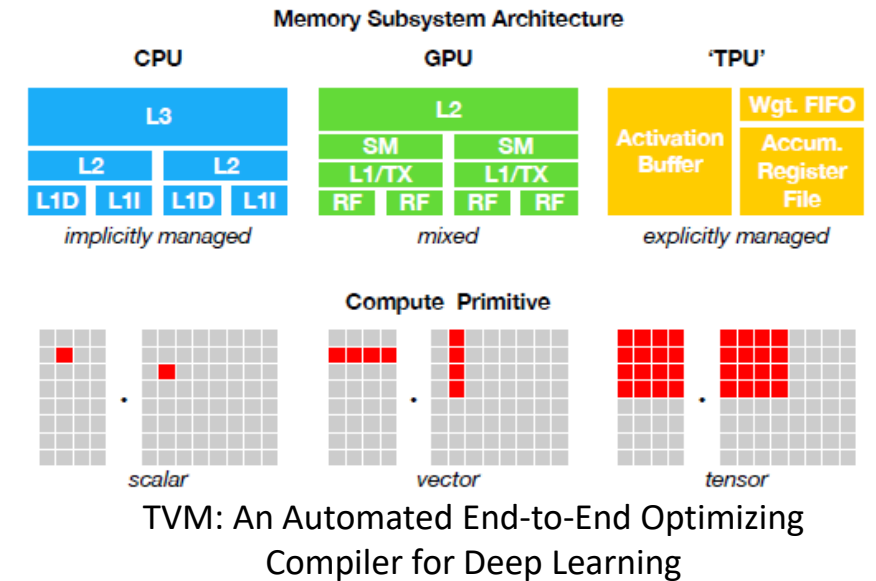 Memory Subsystem Architecture
CPU GPU ‘TPU’
L3
L2 L2
L1D L1I L1D L1I
implicitly managed
L2
SM SM
L1/TX L1/TX
RF RF RF RF
mixed
Activation
Buffer
Wgt. FIFO
Accum.
Register
File
explicitly managed
Compute Primitive
. . .
scalar vector tensor
TVM: An Automated End-to-End Optimizing
Compiler for Deep Learning